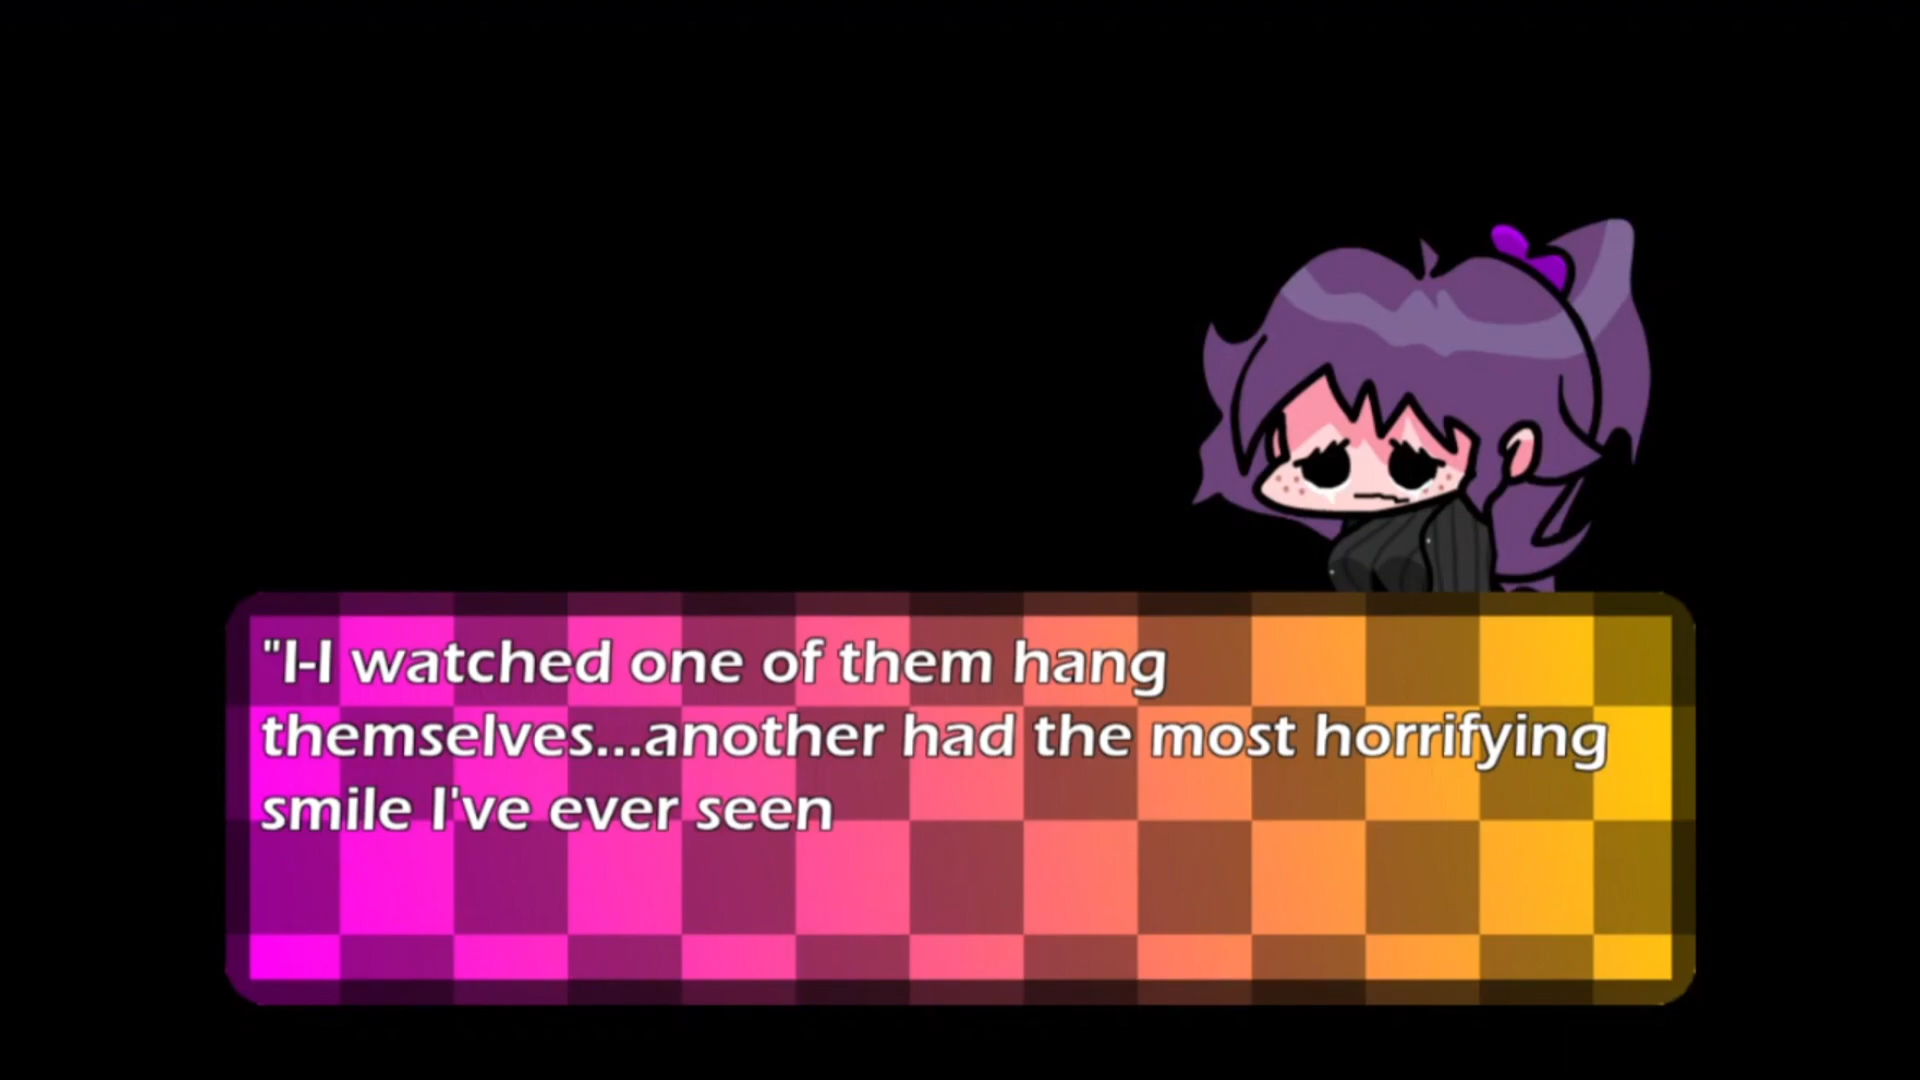 "I-I watched one of them hang
themselves...another had the most horrifying
smile I've ever seen